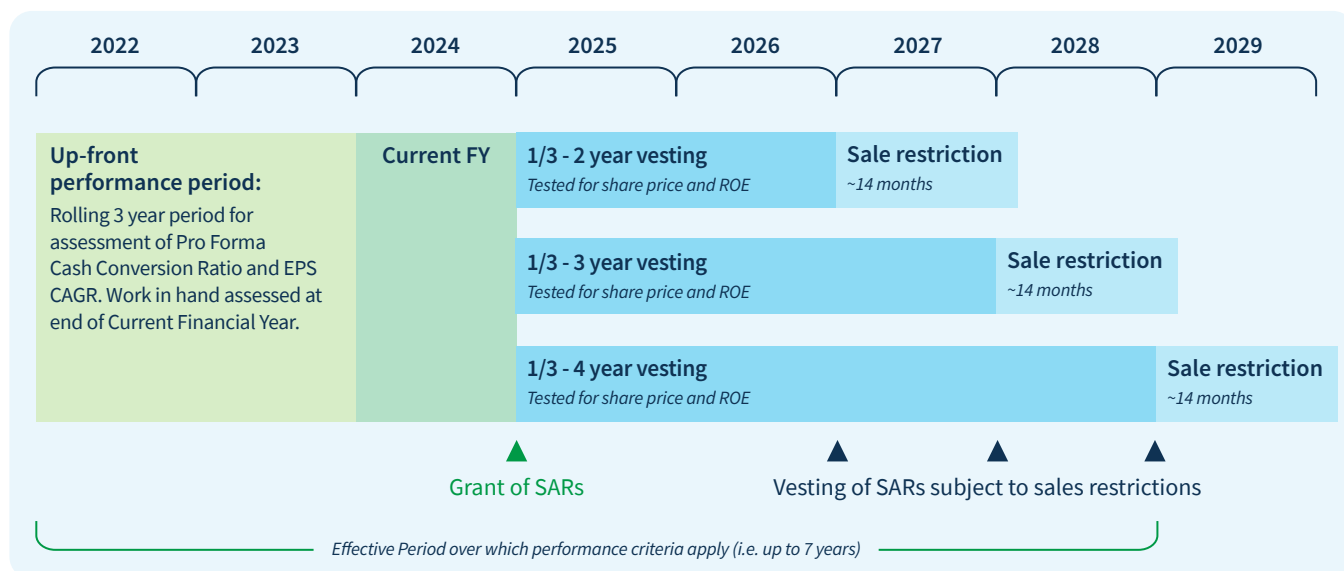 2022 2023 2024 2025 2026 2027 2028 2029
Up-front
performance period:
Rolling 3 year period for
assessment of Pro Forma
Cash Conversion Ratio and EPS
CAGR. Work in hand assessed at
end of Current Financial Year.
Current FY
1/3 - 2 year vesting
Tested for share price and ROE
Sale restriction
~14 months
1/3 - 3 year vesting
Tested for share price and ROE
Sale restriction
~14 months
1/3 - 4 year vesting
Tested for share price and ROE
Sale restriction
~14 months
Grant of SARs
Vesting of SARs subject to sales restrictions
Effective Period over which performance criteria apply (i.e. up to 7 years)